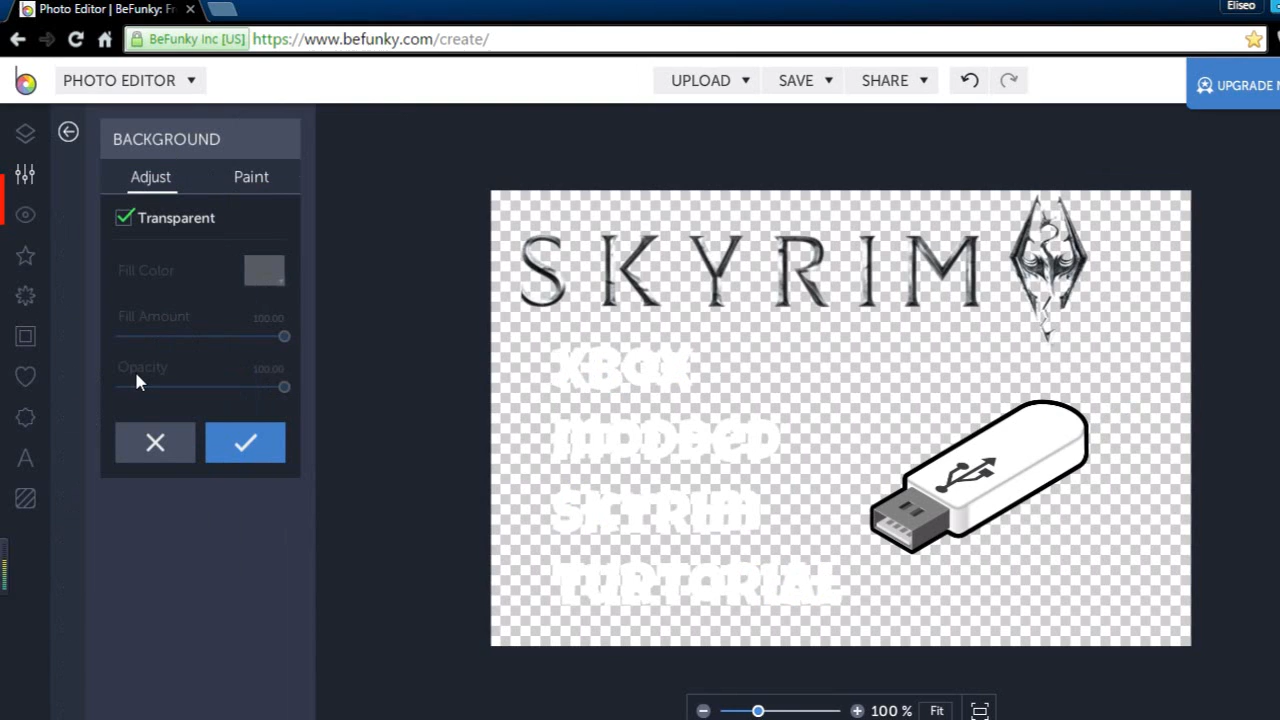 Photo Editor | BeFunky: Fr
Eliseo
BeFunky Inc [US]
https://www.befunky.com/create/
PHOTO EDITOR
UPLOAD
SAVE
SHARE
UPGRADE
BACKGROUND
Adjust
Paint
Transparent
Fill Color
Fill Amount
100.00
Opacity
100.00
SKYRIM
XBOX
MODDED
SKYRIM
TURTORIAL
A
100 %
Fit